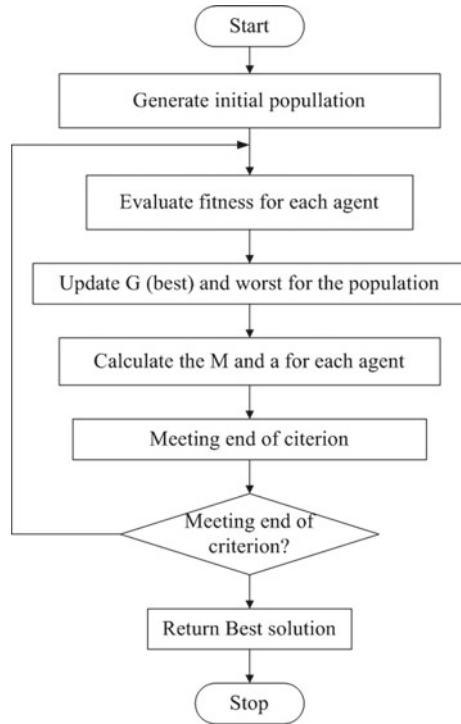 Start
Generate initial popullation
Evaluate fitness for each agent
Update G (best) and worst for the population
Calculate the M and a for each agent
Meeting end of citerion
Meeting end of
criterion?
Return Best solution
Stop